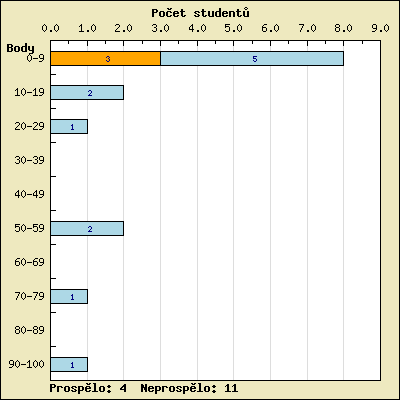 Počet studentů
0.0 1.0 2.0 3.0 4.0 5.0 6.0 7.0 8.0 9.0
Body
0-9 3 5
10-19 2
20-29 1
30-39
40-49
50-59 2
60-69
70-79 1
80-89
90-100 1
Prospělo: 4 Neprospělo: 11